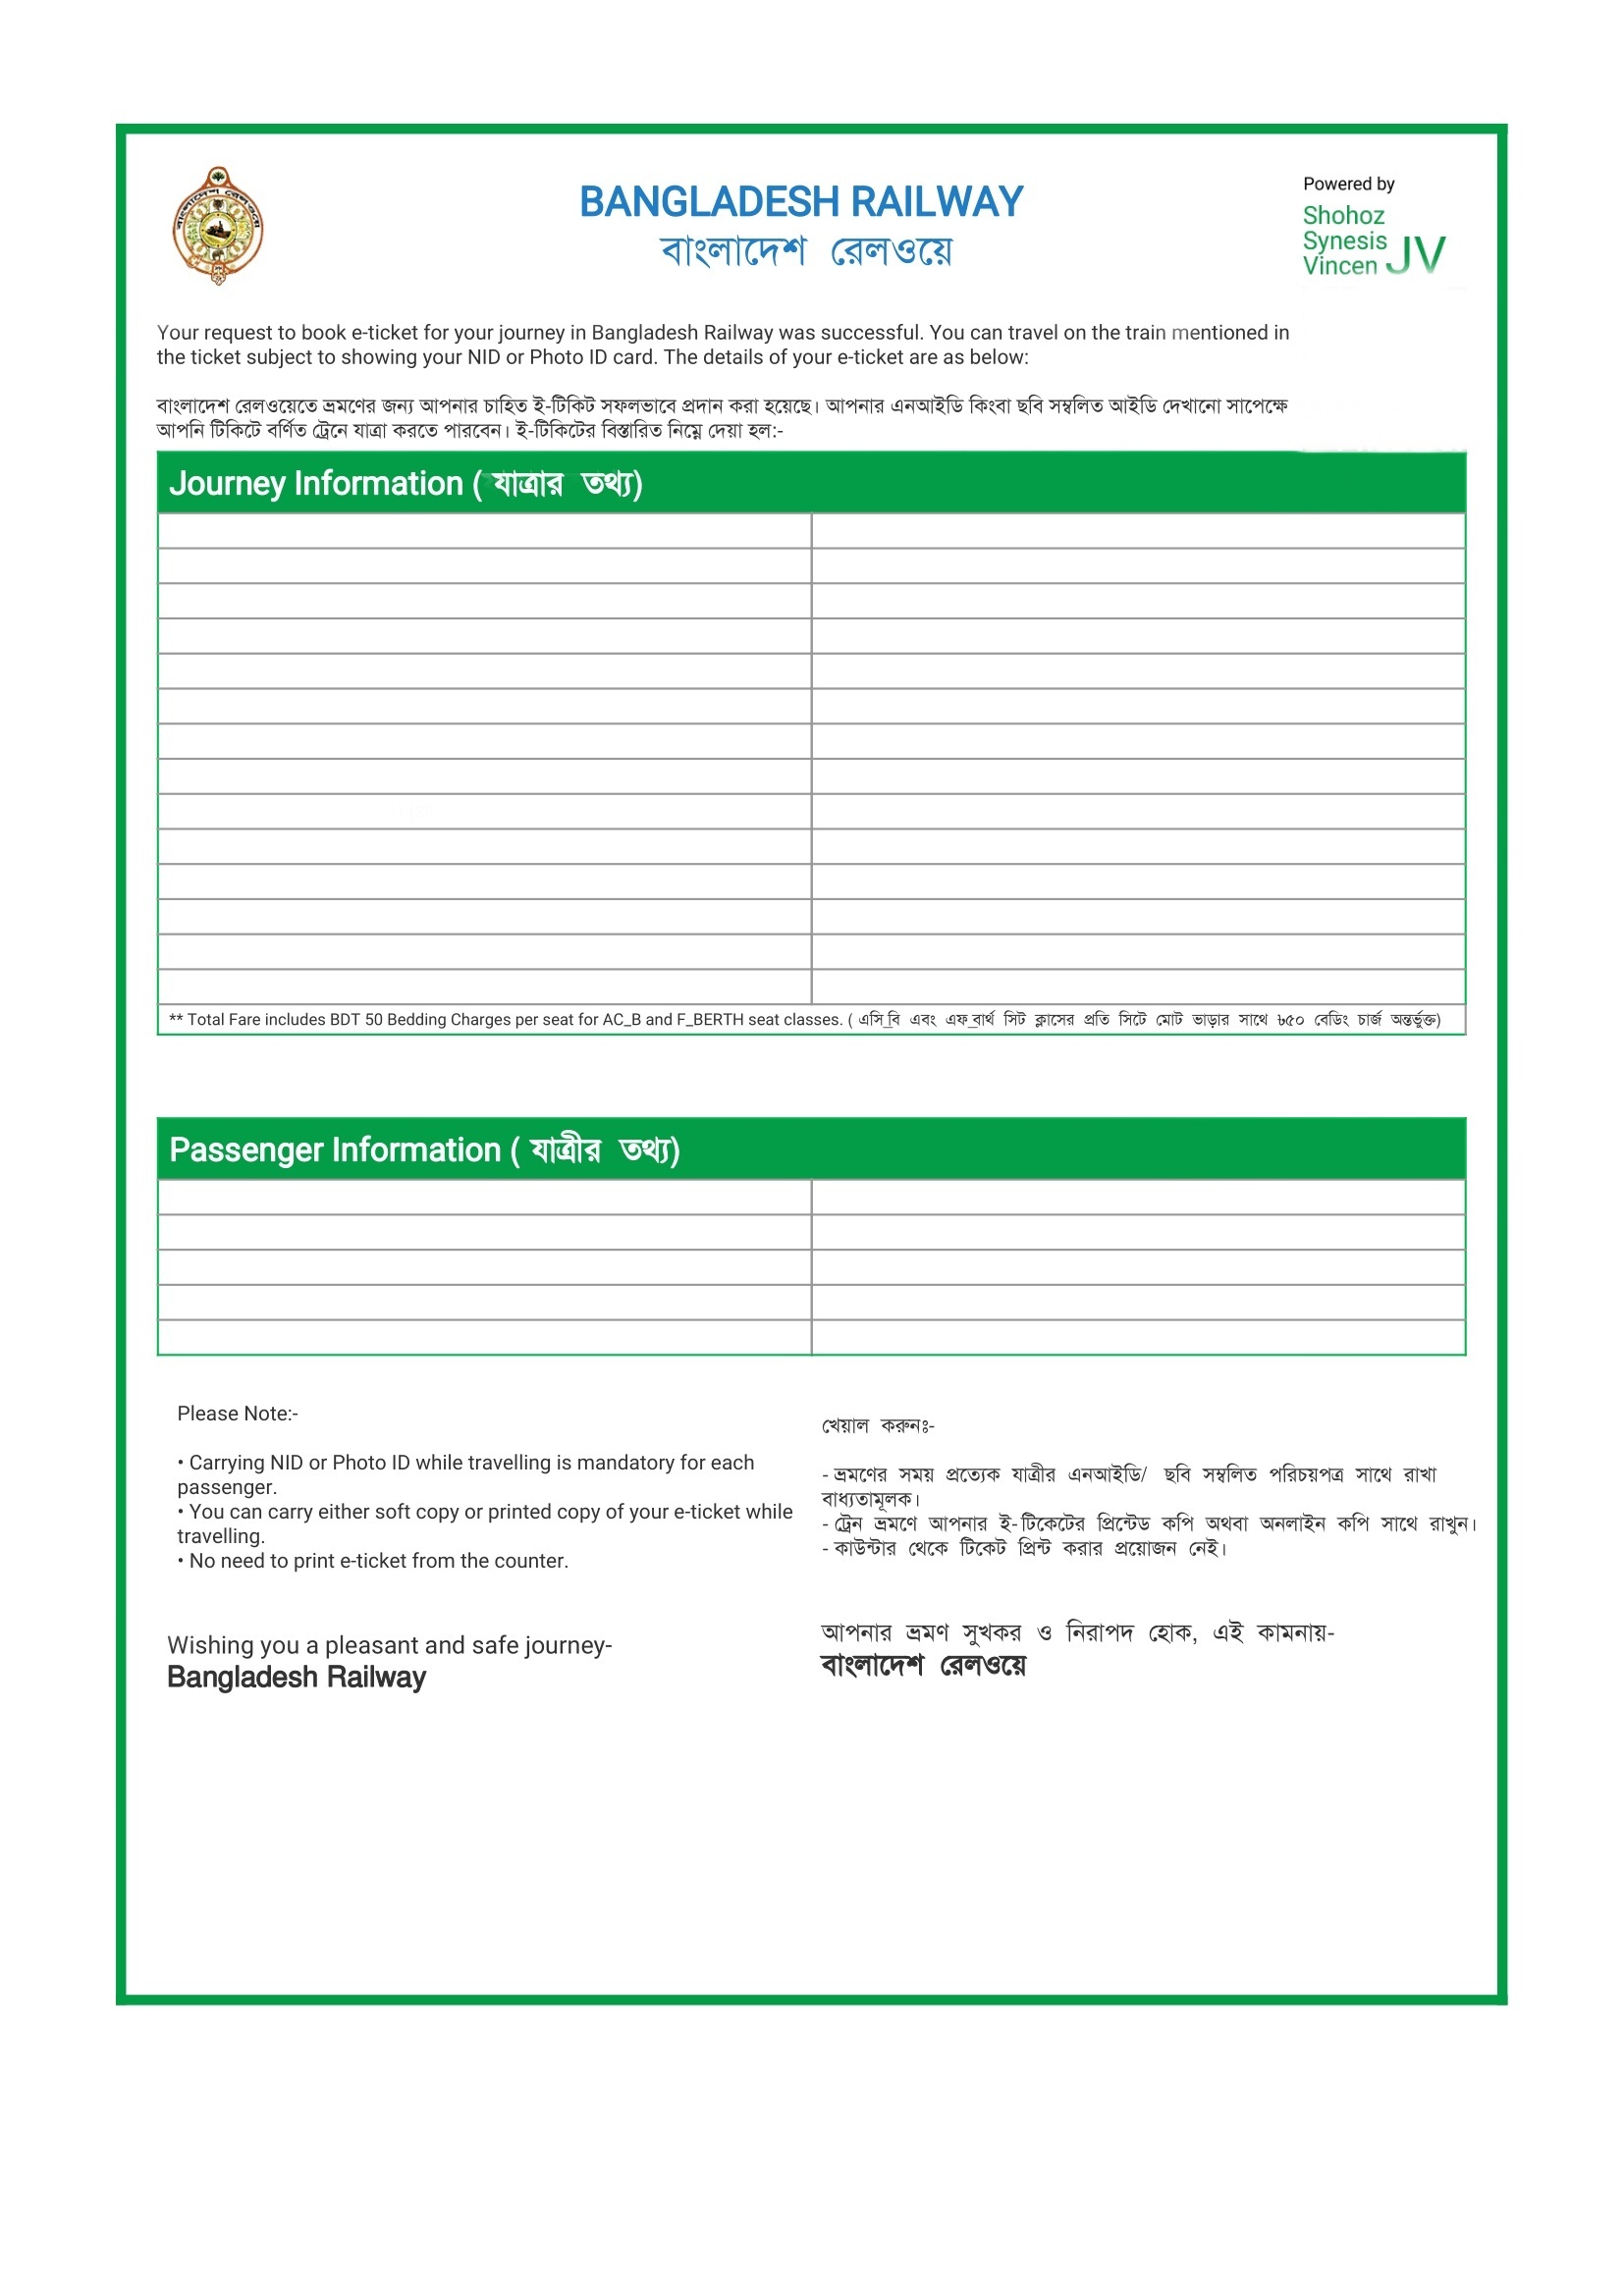 বাংলাদেশ রেলওয়ে
BANGLADESH RAILWAY
বাংলাদেশ রেলওয়ে
Powered by
Shohoz
Synesis
Vincen JV
Your request to book e-ticket for your journey in Bangladesh Railway was successful. You can travel on the train mentioned in
the ticket subject to showing your NID or Photo ID card. The details of your e-ticket are as below:
বাংলাদেশ রেলওয়েতে ভ্রমণের জন্য আপনার চাহিত ই-টিকিট সফলভাবে প্রদান করা হয়েছে। আপনার এনআইডি কিংবা ছবি সম্বলিত আইডি দেখানো সাপেক্ষে
আপনি টিকিটে বর্ণিত ট্রেনে যাত্রা করতে পারবেন। ই-টিকিটের বিস্তারিত নিম্নে দেয়া হল:-
Journey Information ( যাত্রার তথ্য)
** Total Fare includes BDT 50 Bedding Charges per seat for AC_B and F_BERTH seat classes. ( এসি_বি এবং এফ_বার্থ সিট ক্লাসের প্রতি সিটে মোট ভাড়ার সাথে ৳৫০ বেডিং চার্জ অন্তর্ভুক্ত)
Passenger Information ( যাত্রীর তথ্য)
Please Note:-
• Carrying NID or Photo ID while travelling is mandatory for each
passenger.
• You can carry either soft copy or printed copy of your e-ticket while
travelling.
• No need to print e-ticket from the counter.
Wishing you a pleasant and safe journey-
Bangladesh Railway
খেয়াল করুনঃ-
- ভ্রমণের সময় প্রত্যেক যাত্রীর এনআইডি/ ছবি সম্বলিত পরিচয়পত্র সাথে রাখা
বাধ্যতামূলক।
- ট্রেন ভ্রমণে আপনার ই-টিকেটের প্রিন্টেড কপি অথবা অনলাইন কপি সাথে রাখুন।
- কাউন্টার থেকে টিকেট প্রিন্ট করার প্রয়োজন নেই।
আপনার ভ্রমণ সুখকর ও নিরাপদ হোক, এই কামনায়-
বাংলাদেশ রেলওয়ে